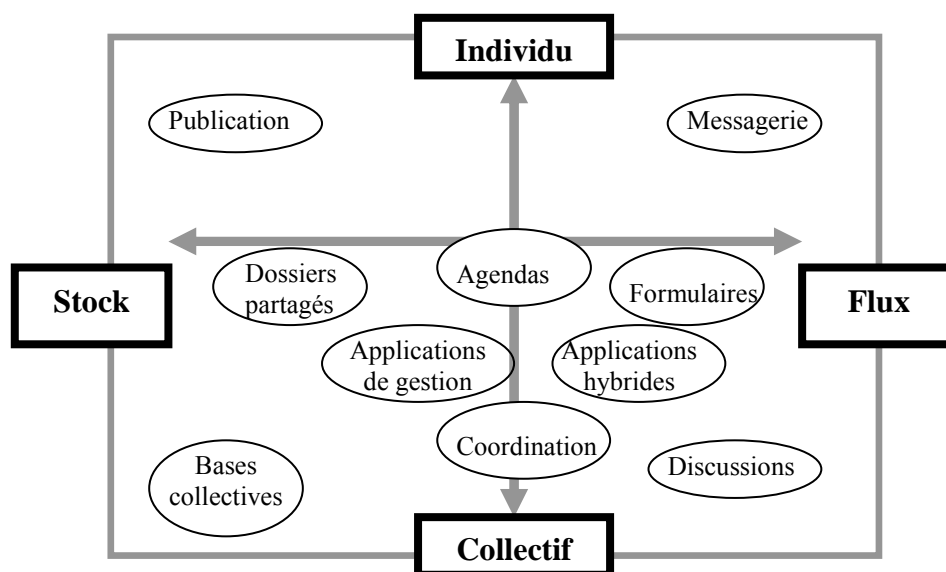 Individu
Publication
Messagerie
Dossiers
partagés
Agendas
Formulaires
Stock
Flux
Applications
de gestion
Applications
hybrides
Coordination
Bases
collectives
Discussions
Collectif